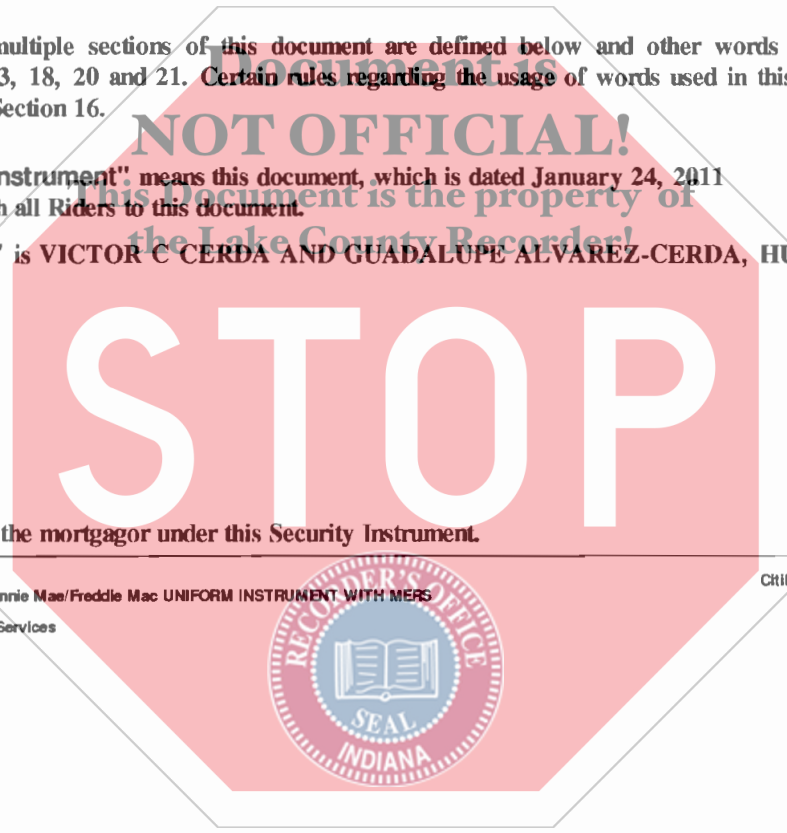 multiple sections of this document are defined below and other words
Document is
3, 18, 20 and 21. Certain rules regarding the usage of words used in this
Section 16.
NOT OFFICIAL!
nstrument" means this document, which is dated January 24, 2011
This Document is the property of
h all Riders to this document.
the Lake County Recorder!
" is VICTOR C CERDA AND GUADALUPE ALVAREZ-CERDA, HU
STOP
the mortgagor under this Security Instrument.
nnie Mae/Freddie Mac UNIFORM INSTRUMENT WITH MERS
Citi
Services
RECORDER'S OFFICE
SEAL
INDIANA